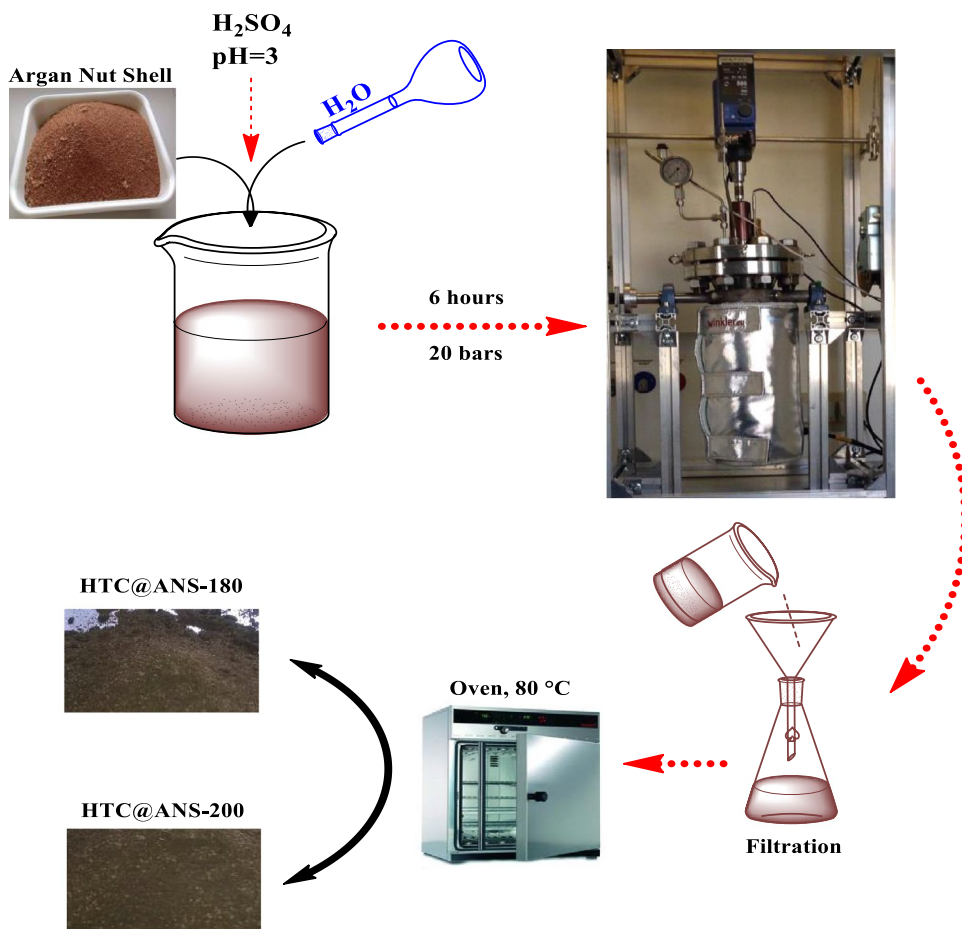 H₂SO₄
pH=3
Argan Nut Shell
H₂O
6 hours
20 bars
winkler
HTC@ANS-180
Oven, 80 °C
HTC@ANS-200
Filtration